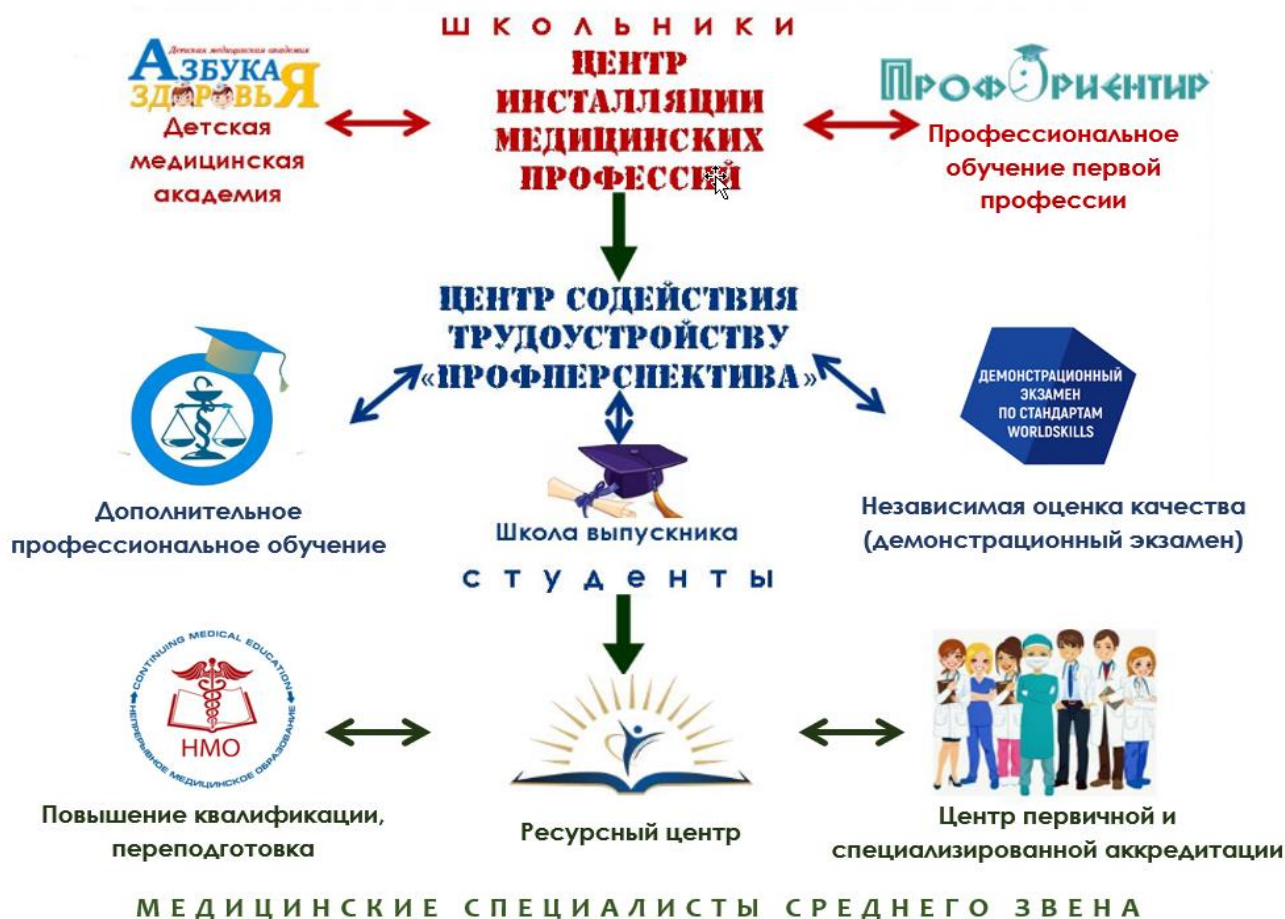 ШКОЛЬНИКИ
Детская медицинская академия
АЗБУКА
ЗДОРОВЬЯ
Детская
медицинская
академия
ЦЕНТР
ИНСТАЛЛЯЦИИ
МЕДИЦИНСКИХ
ПРОФЕССИЙ
ПРОФОРИЕНТИР
Профессиональное
обучение первой
профессии
ЦЕНТР СОДЕЙСТВИЯ
ТРУДОУСТРОЙСТВУ
«ПРОФПЕРСПЕКТИВА»
ДЕМОНСТРАЦИОННЫЙ
ЭКЗАМЕН
ПО СТАНДАРТАМ
WORLDSKILLS
Дополнительное
профессиональное обучение
Школа выпускника
Независимая оценка качества
(демонстрационный экзамен)
студенты
CONTINUING MEDICAL EDUCATION
НМО
НЕПРЕРЫВНОЕ МЕДИЦИНСКОЕ ОБРАЗОВАНИЕ
Повышение квалификации,
переподготовка
Ресурсный центр
Центр первичной и
специализированной аккредитации
МЕДИЦИНСКИЕ СПЕЦИАЛИСТЫ СРЕДНЕГО ЗВЕНА